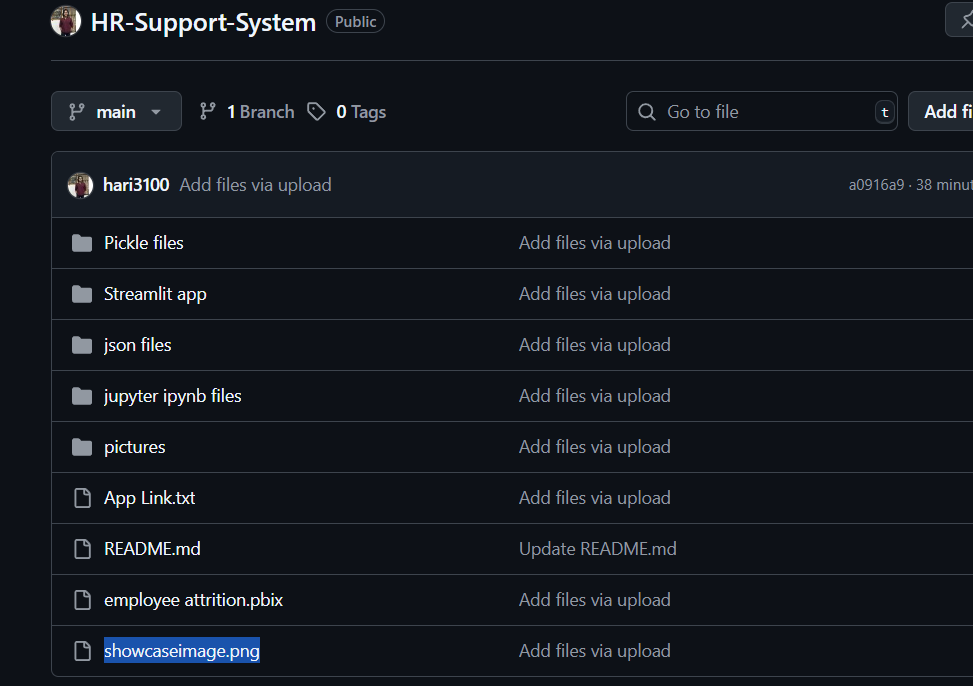 HR-Support-System Public
main 1 Branch 0 Tags Go to file t Add fi
hari3100 Add files via upload a0916a9 · 38 minut
Pickle files Add files via upload
Streamlit app Add files via upload
json files Add files via upload
jupyter ipynb files Add files via upload
pictures Add files via upload
App Link.txt Add files via upload
README.md Update README.md
employee attrition.pbix Add files via upload
showcaseimage.png Add files via upload